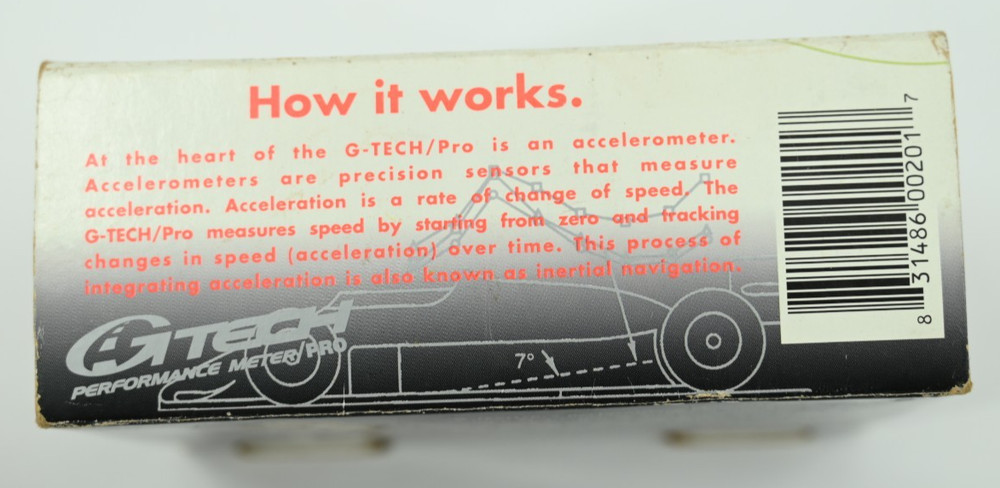 How it works.
At the heart of the G-TECH/Pro is an accelerometer.
Accelerometers are precision sensors that measure
acceleration. Acceleration is a rate of change of speed. The
G-TECH/Pro measures speed by starting from zero and tracking
changes in speed (acceleration) over time. This process of
integrating acceleration is also known as inertial navigation.
GTECH
PERFORMANCE METER/PRO
7°
8 31486 00201 7